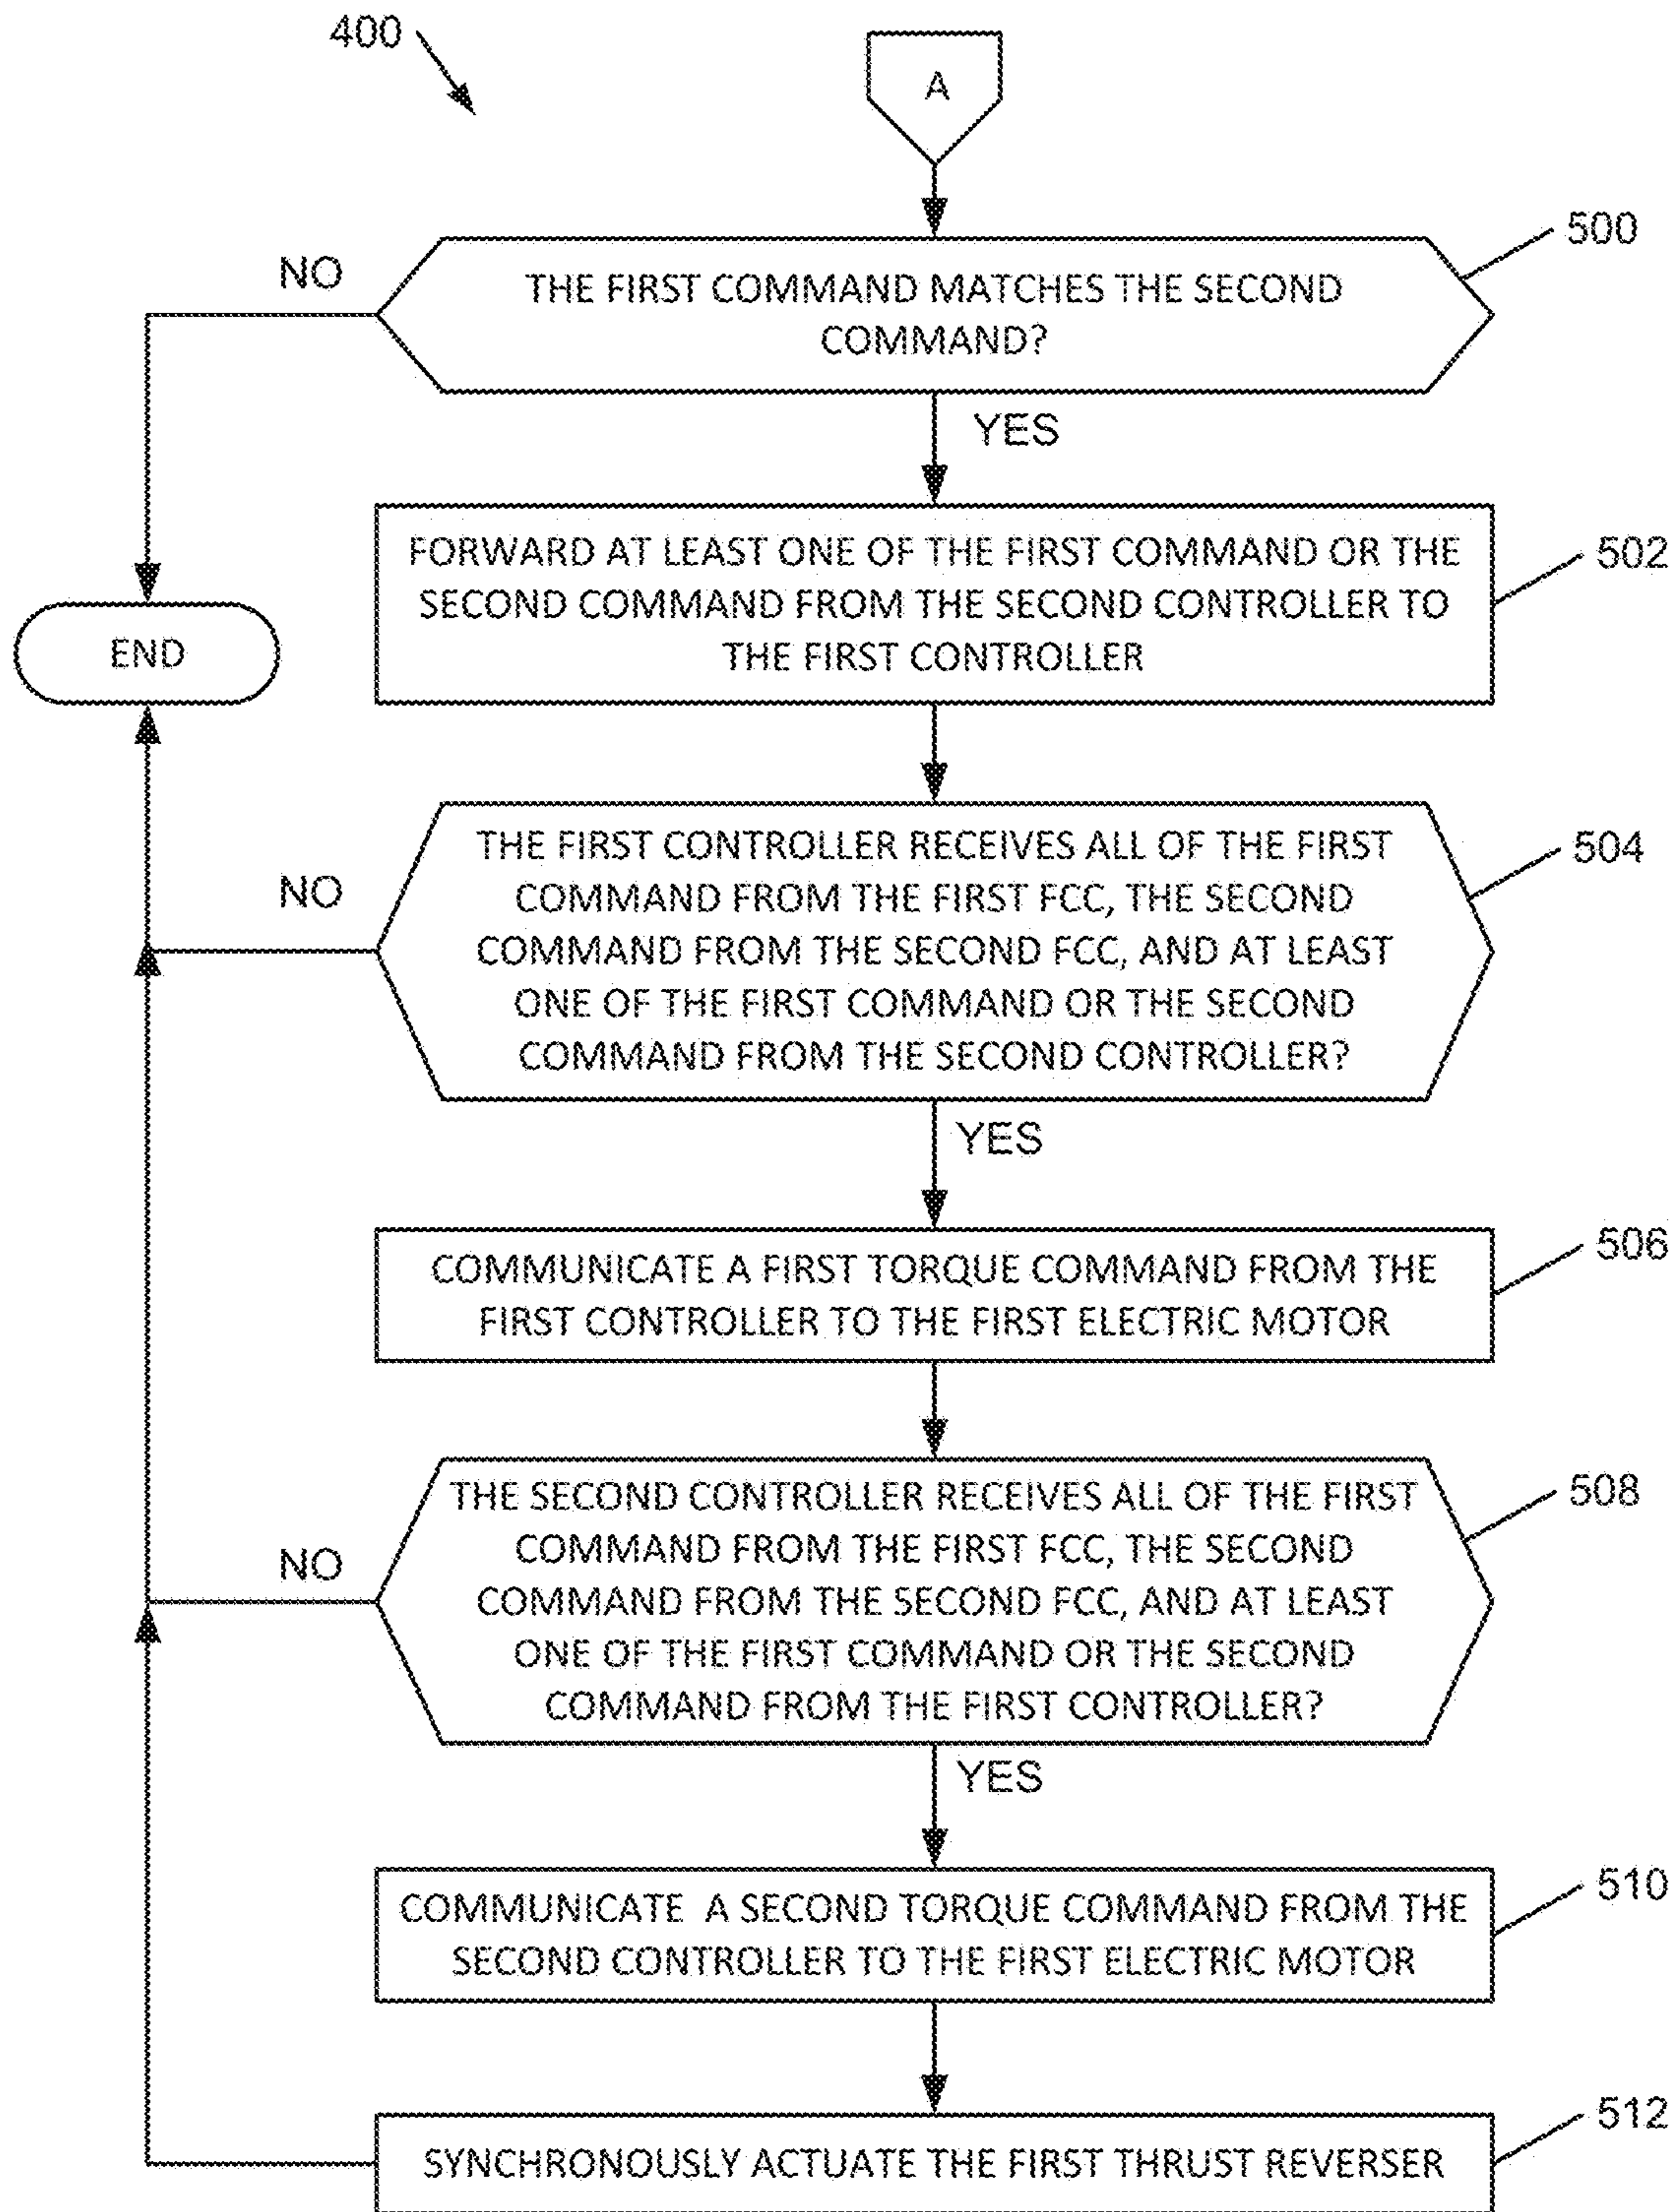 400
A
500
NO
THE FIRST COMMAND MATCHES THE SECOND
COMMAND?
YES
502
FORWARD AT LEAST ONE OF THE FIRST COMMAND OR THE
SECOND COMMAND FROM THE SECOND CONTROLLER TO
THE FIRST CONTROLLER
END
504
NO
THE FIRST CONTROLLER RECEIVES ALL OF THE FIRST
COMMAND FROM THE FIRST FCC, THE SECOND
COMMAND FROM THE SECOND FCC, AND AT LEAST
ONE OF THE FIRST COMMAND OR THE SECOND
COMMAND FROM THE SECOND CONTROLLER?
YES
506
COMMUNICATE A FIRST TORQUE COMMAND FROM THE
FIRST CONTROLLER TO THE FIRST ELECTRIC MOTOR
508
NO
THE SECOND CONTROLLER RECEIVES ALL OF THE FIRST
COMMAND FROM THE FIRST FCC, THE SECOND
COMMAND FROM THE SECOND FCC, AND AT LEAST
ONE OF THE FIRST COMMAND OR THE SECOND
COMMAND FROM THE FIRST CONTROLLER?
YES
510
COMMUNICATE A SECOND TORQUE COMMAND FROM THE
SECOND CONTROLLER TO THE FIRST ELECTRIC MOTOR
512
SYNCHRONOUSLY ACTUATE THE FIRST THRUST REVERSER